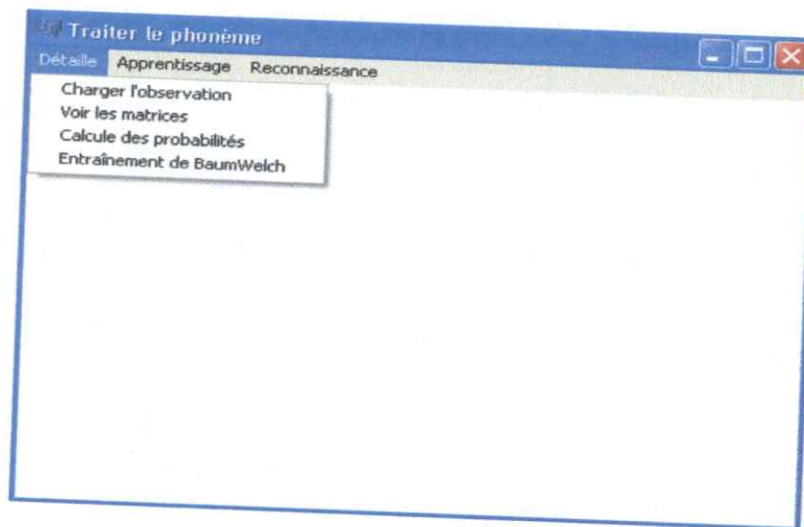 Traiter le phonème
Détaille Apprentissage Reconnaissance
Charger l'observation
Voir les matrices
Calcule des probabilités
Entraînement de BaumWelch